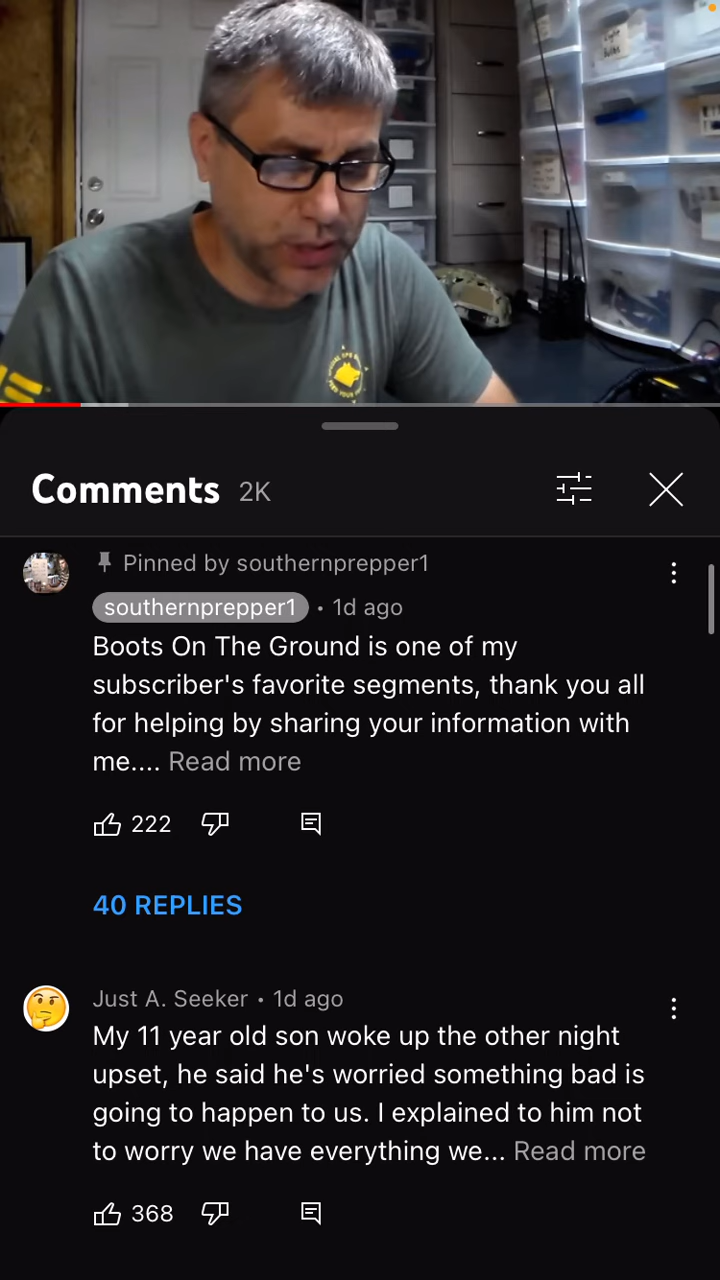 Comments 2K
Pinned by southernprepper1
southernprepper1 • 1d ago
Boots On The Ground is one of my
subscriber's favorite segments, thank you all
for helping by sharing your information with
me.... Read more
222
40 REPLIES
Just A. Seeker • 1d ago
My 11 year old son woke up the other night
upset, he said he's worried something bad is
going to happen to us. I explained to him not
to worry we have everything we... Read more
368